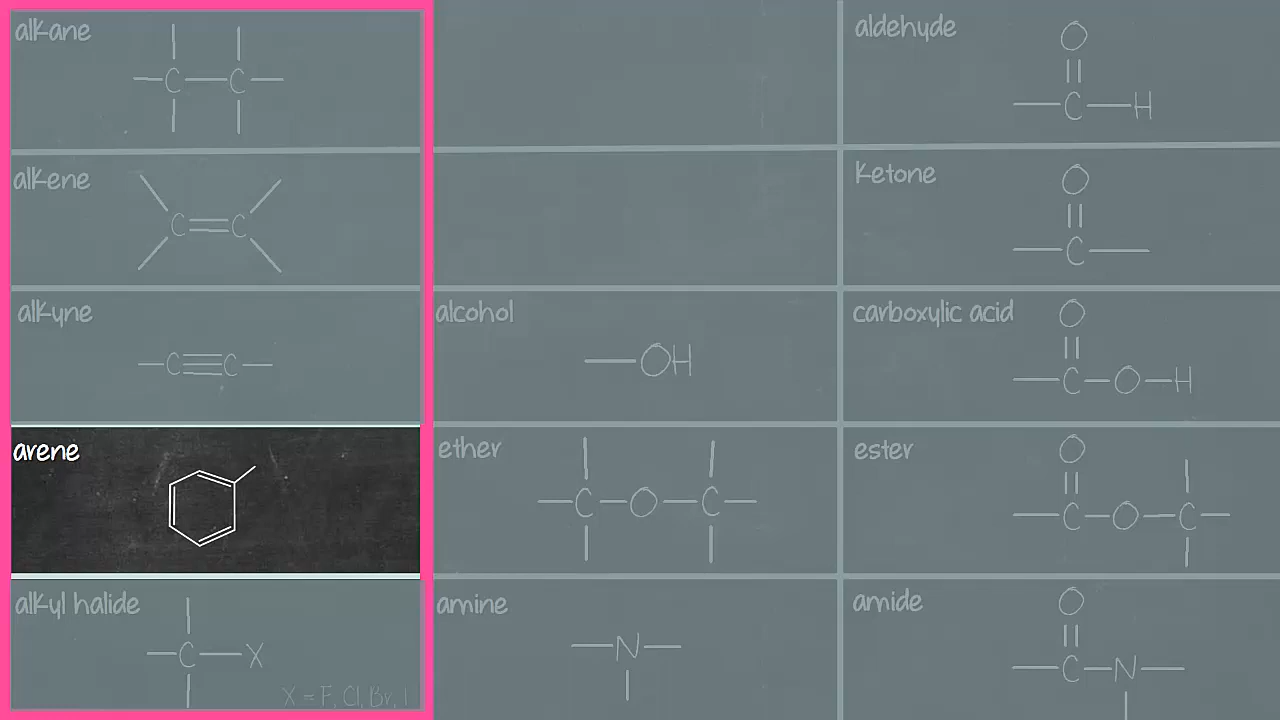 alkane
alkene
alkyne
arene
alkyl halide
X = F, Cl, Br, I
alcohol
ether
amine
aldehyde
ketone
carboxylic acid
ester
amide
C C
C C
C C
C X
OH
C O C
N
O
C H
O
C
O
C O H
O
C O C
O
C N